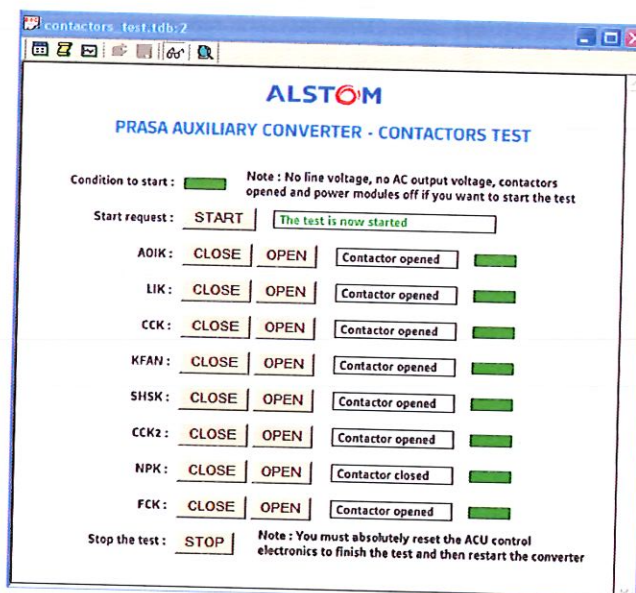 contactors_test.tdb:2
ALSTOM
PRASA AUXILIARY CONVERTER - CONTACTORS TEST
Condition to start : Note : No line voltage, no AC output voltage, contactors
opened and power modules off if you want to start the test
Start request : START The test is now started
AOIK : CLOSE OPEN Contactor opened
LIK : CLOSE OPEN Contactor opened
CCK : CLOSE OPEN Contactor opened
KFAN : CLOSE OPEN Contactor opened
SHSK : CLOSE OPEN Contactor opened
CCK2 : CLOSE OPEN Contactor opened
NPK : CLOSE OPEN Contactor closed
FCK : CLOSE OPEN Contactor opened
Stop the test : STOP Note : You must absolutely reset the ACU control
electronics to finish the test and then restart the converter